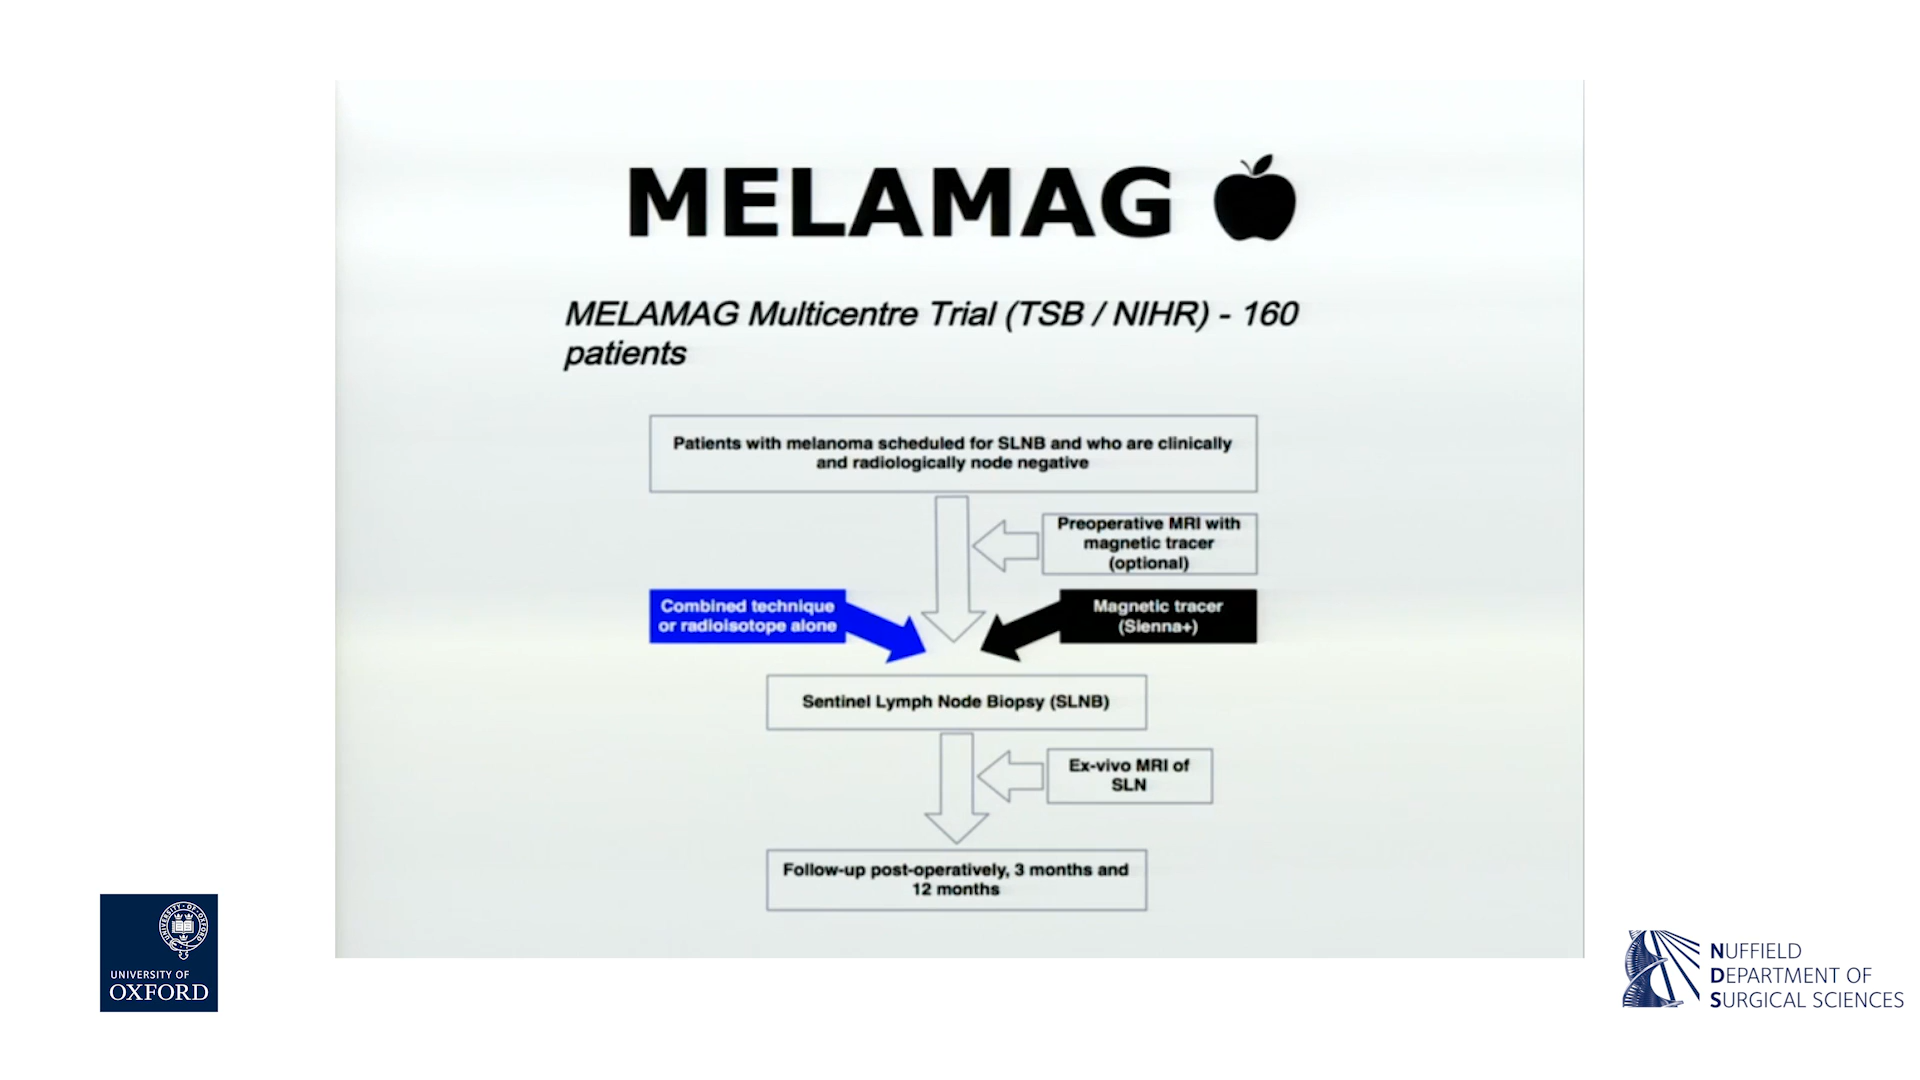 MELAMAG
MELAMAG Multicentre Trial (TSB / NIHR) - 160
patients
Patients with melanoma scheduled for SLNB and who are clinically
and radiologically node negative
Preoperative MRI with
magnetic tracer
(optional)
Combined technique
or radioisotope alone
Magnetic tracer
(Sienna+)
Sentinel Lymph Node Biopsy (SLNB)
Ex-vivo MRI of
SLN
Follow-up post-operatively, 3 months and
12 months
UNIVERSITY OF
OXFORD
NUFFIELD
DEPARTMENT OF
SURGICAL SCIENCES